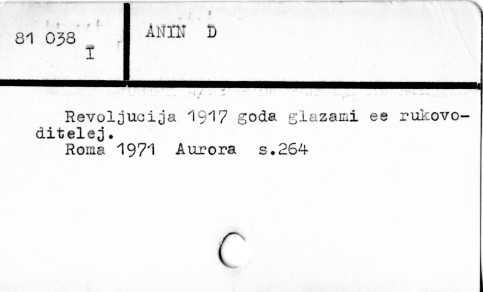 81 038 I
ANIN D
Revoljucija 1917 goda glazami ee rukovo-
ditelej.
Roma 1971 Aurora s.264